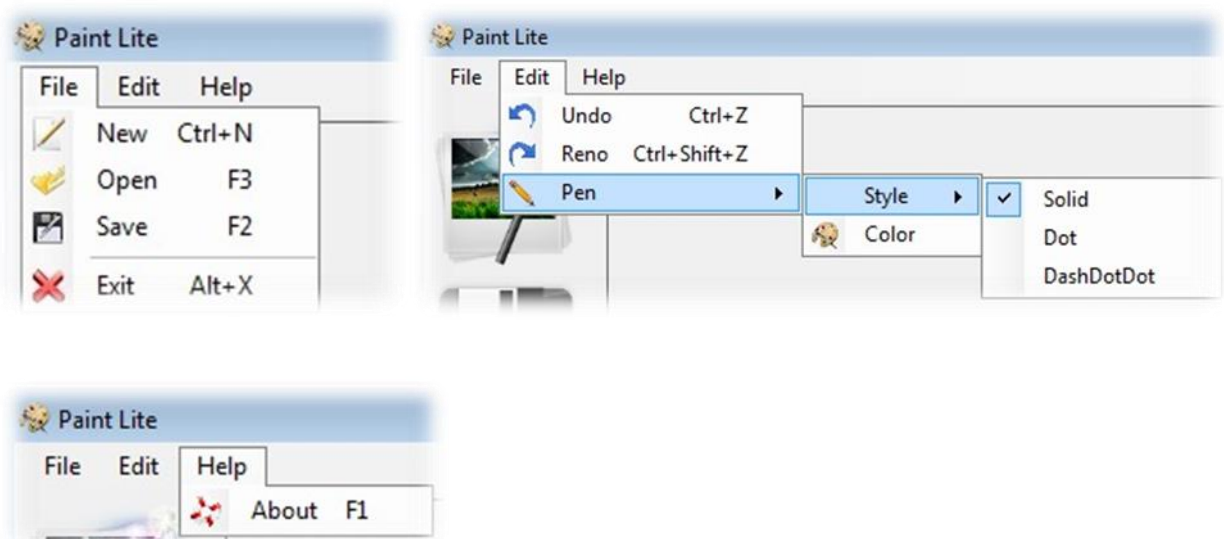 Paint Lite
File Edit Help
New Ctrl+N
Open F3
Save F2
Exit Alt+X
Paint Lite
File Edit Help
Undo Ctrl+Z
Reno Ctrl+Shift+Z
Pen
Style
Color
Solid
Dot
DashDotDot
Paint Lite
File Edit Help
About F1